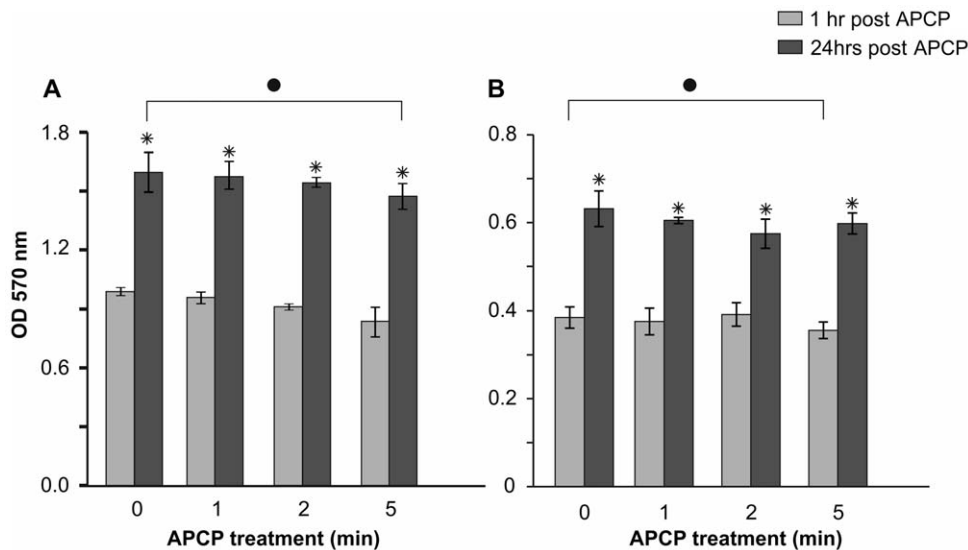 1 hr post APCP
24hrs post APCP
A
B
●
●
1.8
1.2
0.6
0.0
OD 570 nm
* * * *
0 1 2 5
APCP treatment (min)
0.8
0.6
0.4
0.2
0
* * * *
0 1 2 5
APCP treatment (min)